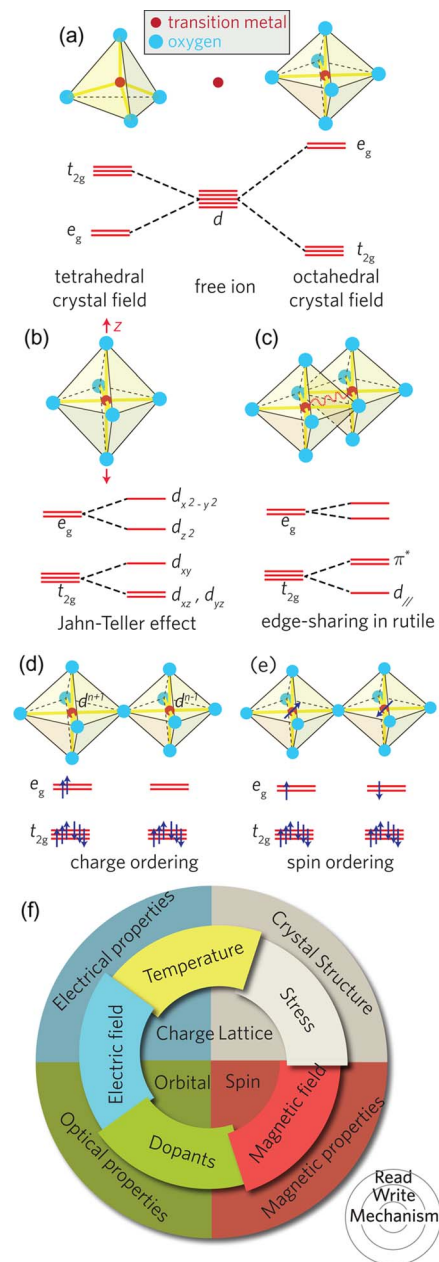 (a)
transition metal
oxygen
t2g
eg
d
eg
t2g
tetrahedral
crystal field
free ion
octahedral
crystal field
(b)
z
eg
dx2-y2
dz2
t2g
dxy
dxz, dyz
Jahn-Teller effect
(c)
eg
t2g
π*
d//
edge-sharing in rutile
(d)
dn+1
dn-1
eg
t2g
charge ordering
(e)
eg
t2g
spin ordering
(f)
Electrical properties
Crystal Structure
Temperature
Stress
Electric field
Charge
Lattice
Orbital
Spin
Dopants
Magnetic field
Optical properties
Magnetic properties
Read
Write
Mechanism